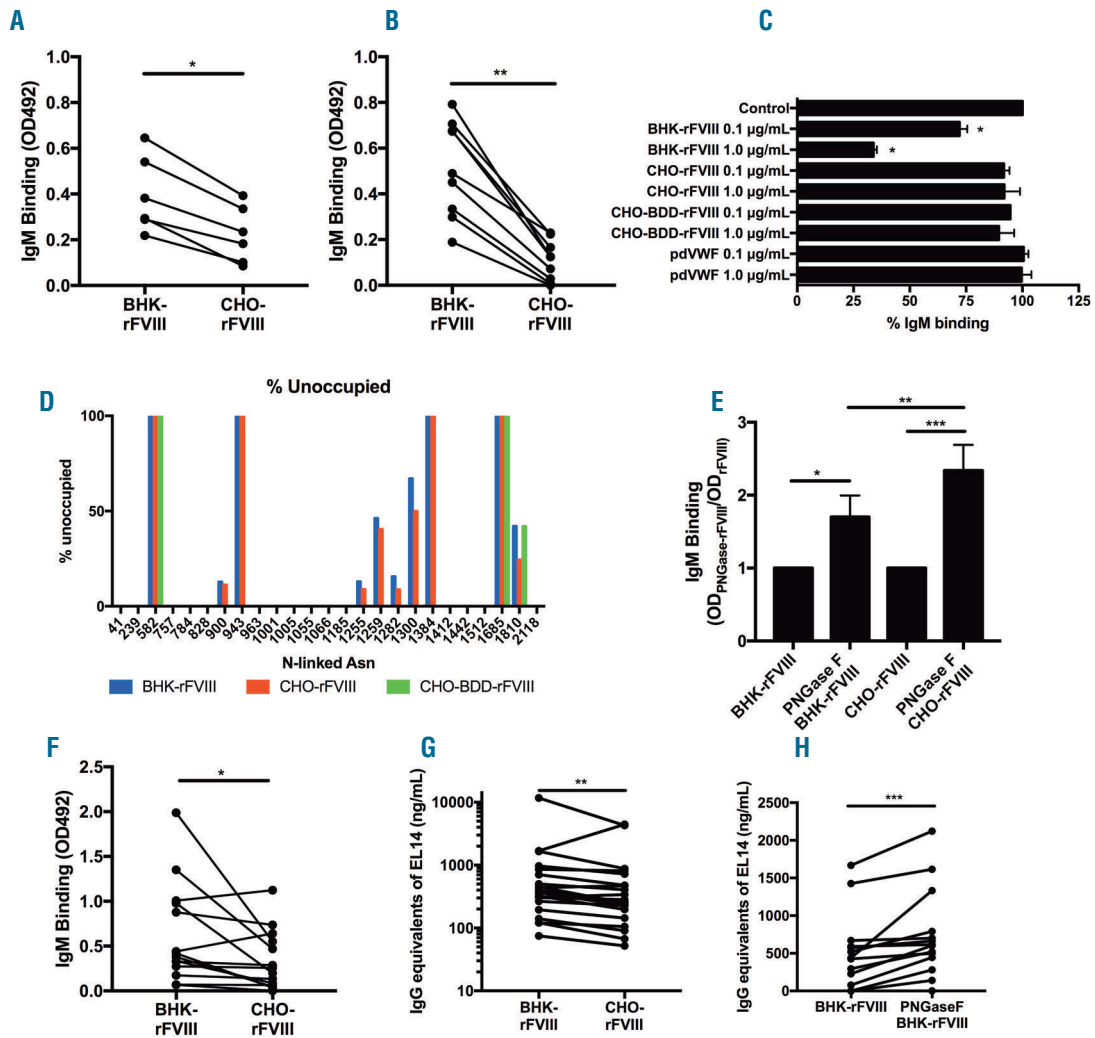 A
B
C
1.0
0.8
0.6
0.4
0.2
0.0
IgM Binding (OD492)
*
BHK-
rFVIII
CHO-
rFVIII
1.0
0.8
0.6
0.4
0.2
0.0
IgM Binding (OD492)
**
BHK-
rFVIII
CHO-
rFVIII
Control
BHK-rFVIII 0.1 µg/mL
*
BHK-rFVIII 1.0 µg/mL
*
CHO-rFVIII 0.1 µg/mL
CHO-rFVIII 1.0 µg/mL
CHO-BDD-rFVIII 0.1 µg/mL
CHO-BDD-rFVIII 1.0 µg/mL
pdVWF 0.1 µg/mL
pdVWF 1.0 µg/mL
0 25 50 75 100 125
% IgM binding
D
% Unoccupied
100
50
0
% unoccupied
41 239 582 757 784 828 900 943 963 1001 1005 1055 1066 1185 1255 1259 1282 1300 1384 1412 1442 1512 1685 1810 2118
N-linked Asn
BHK-rFVIII CHO-rFVIII CHO-BDD-rFVIII
E
3
2
1
0
IgM Binding
(OD PNGase-rFVIII/OD rFVIII)
**
***
*
BHK-rFVIII
PNGase F
BHK-rFVIII
CHO-rFVIII
PNGase F
CHO-rFVIII
F
2.5
2.0
1.5
1.0
0.5
0.0
IgM Binding (OD492)
*
BHK-
rFVIII
CHO-
rFVIII
G
10000
1000
100
10
IgG equivalents of EL14 (ng/mL)
**
BHK-
rFVIII
CHO-
rFVIII
H
2500
2000
1500
1000
500
0
IgG equivalents of EL14 (ng/mL)
***
BHK-rFVIII
PNGaseF
BHK-rFVIII